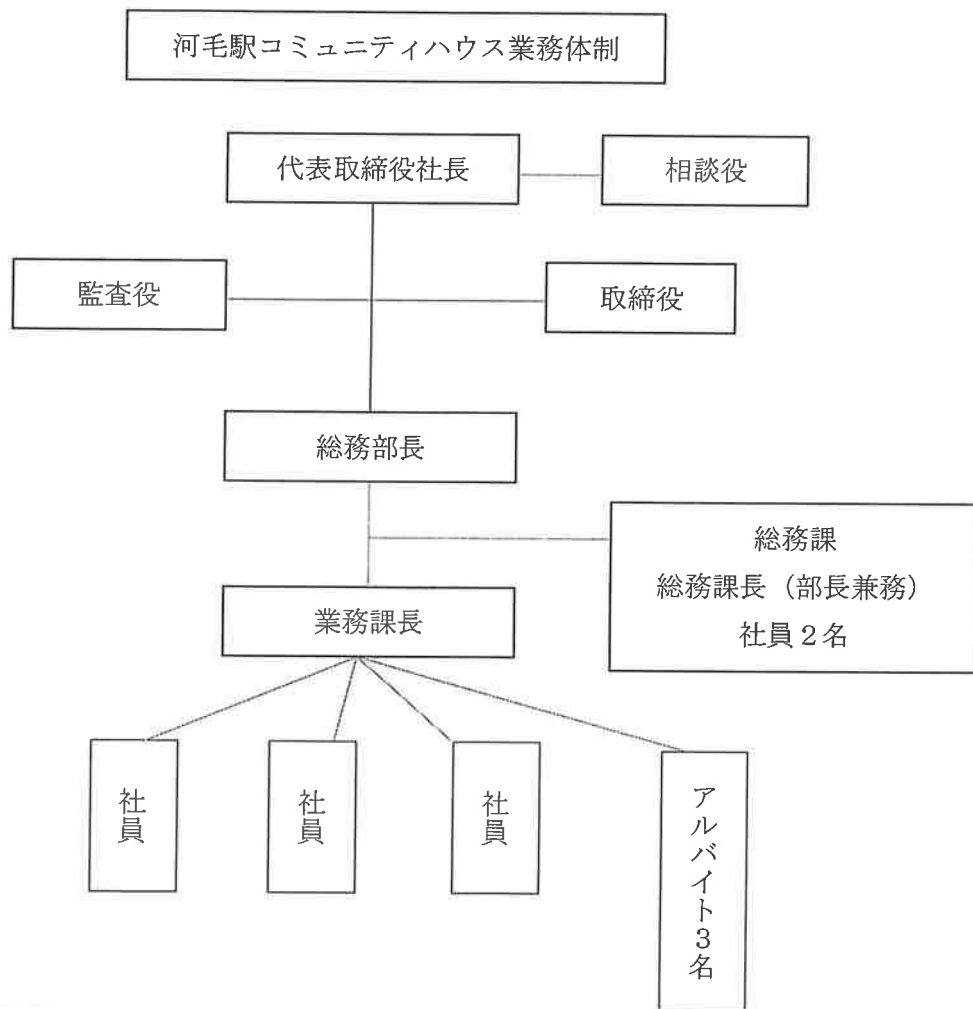 河毛駅コミュニティハウス業務体制
代表取締役社長
相談役
監査役
取締役
総務部長
総務課
総務課長（部長兼務）
社員２名
業務課長
社員
社員
社員
アルバイト３名